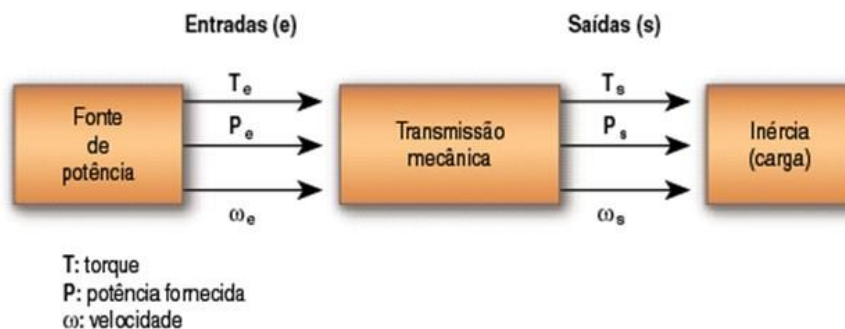 Entradas (e)
Saídas (s)
Fonte
de
potência
Tₑ
Pₑ
ωₑ
Transmissão
mecânica
Tₛ
Pₛ
ωₛ
Inércia
(carga)
T: torque
P: potência fornecida
ω: velocidade